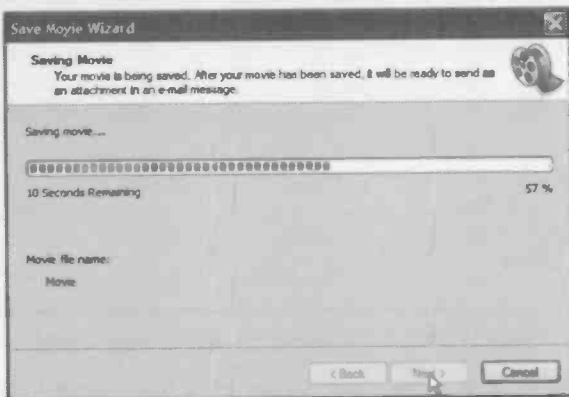 Save Movie Wizard
Saving Movie
Your movie is being saved. After your movie has been saved, it will be ready to send as
an attachment in an e-mail message.
Saving movie....
10 Seconds Remaining
57 %
Movie file name:
Movie
< Back
Next >
Cancel